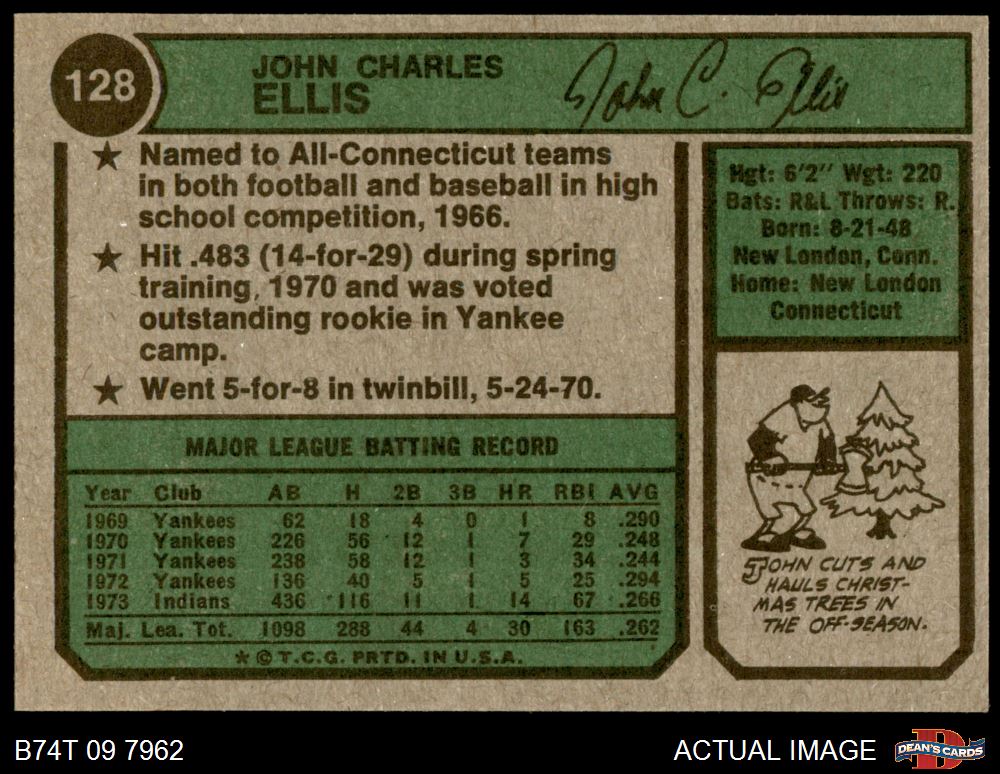 128
JOHN CHARLES
ELLIS
John C. Ellis
★ Named to All-Connecticut teams
in both football and baseball in high
school competition, 1966.
★ Hit .483 (14-for-29) during spring
training, 1970 and was voted
outstanding rookie in Yankee
camp.
★ Went 5-for-8 in twinbill, 5-24-70.
Hgt: 6'2" Wgt: 220
Bats: R&L Throws: R.
Born: 8-21-48
New London, Conn.
Home: New London
Connecticut
MAJOR LEAGUE BATTING RECORD
Year Club AB H 2B 3B HR RBI AVG
1969 Yankees 62 18 4 0 1 8 .290
1970 Yankees 226 56 12 1 7 29 .248
1971 Yankees 238 58 12 1 3 34 .244
1972 Yankees 136 40 5 1 5 25 .294
1973 Indians 436 116 11 1 14 67 .266
Maj. Lea. Tot. 1098 288 44 4 30 163 .262
★ © T.C.G. PRTD. IN U.S.A.
JOHN CUTS AND
HAULS CHRIST-
MAS TREES IN
THE OFF-SEASON.
B74T 09 7962
ACTUAL IMAGE
DEAN'S CARDS